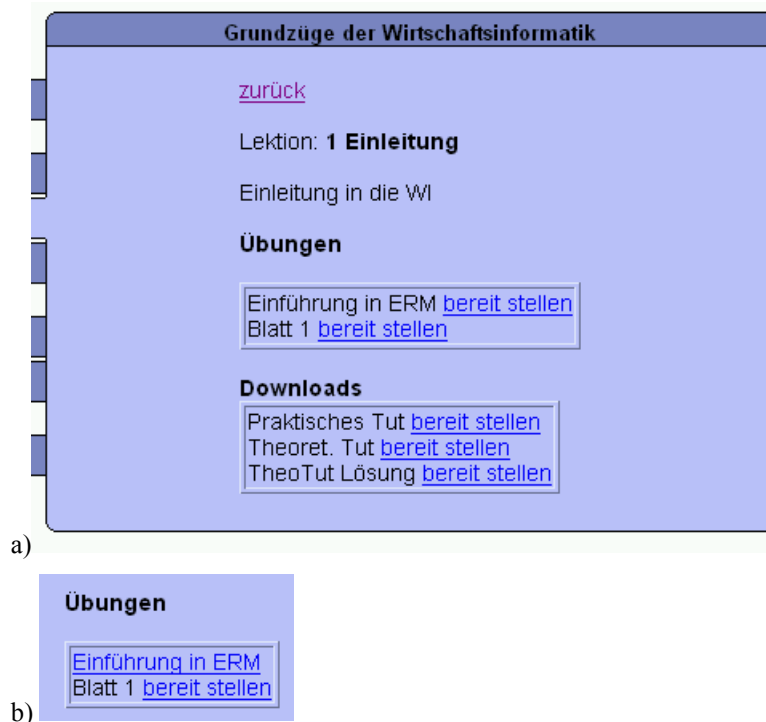 Grundzüge der Wirtschaftsinformatik
zurück
Lektion: 1 Einleitung
Einleitung in die WI
Übungen
Einführung in ERM bereit stellen
Blatt 1 bereit stellen
Downloads
Praktisches Tut bereit stellen
Theoret. Tut bereit stellen
TheoTut Lösung bereit stellen
a)
Übungen
Einführung in ERM
Blatt 1 bereit stellen
b)